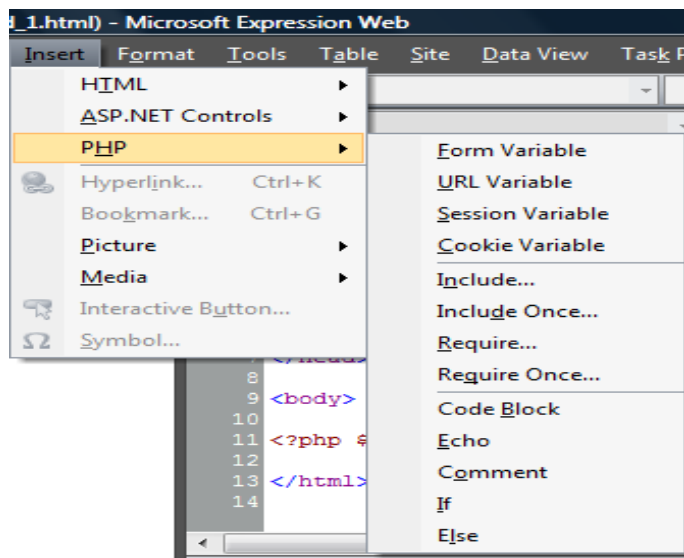 d_1.html) - Microsoft Expression Web
Insert Format Tools Table Site Data View Task P
HTML
ASP.NET Controls
PHP
Hyperlink... Ctrl+K
Bookmark... Ctrl+G
Picture
Media
Interactive Button...
Symbol...
Form Variable
URL Variable
Session Variable
Cookie Variable
Include...
Include Once...
Require...
Require Once...
Code Block
Echo
Comment
If
Else
7 </head>
8
9 <body>
10
11 <?php $
12
13 </html>
14